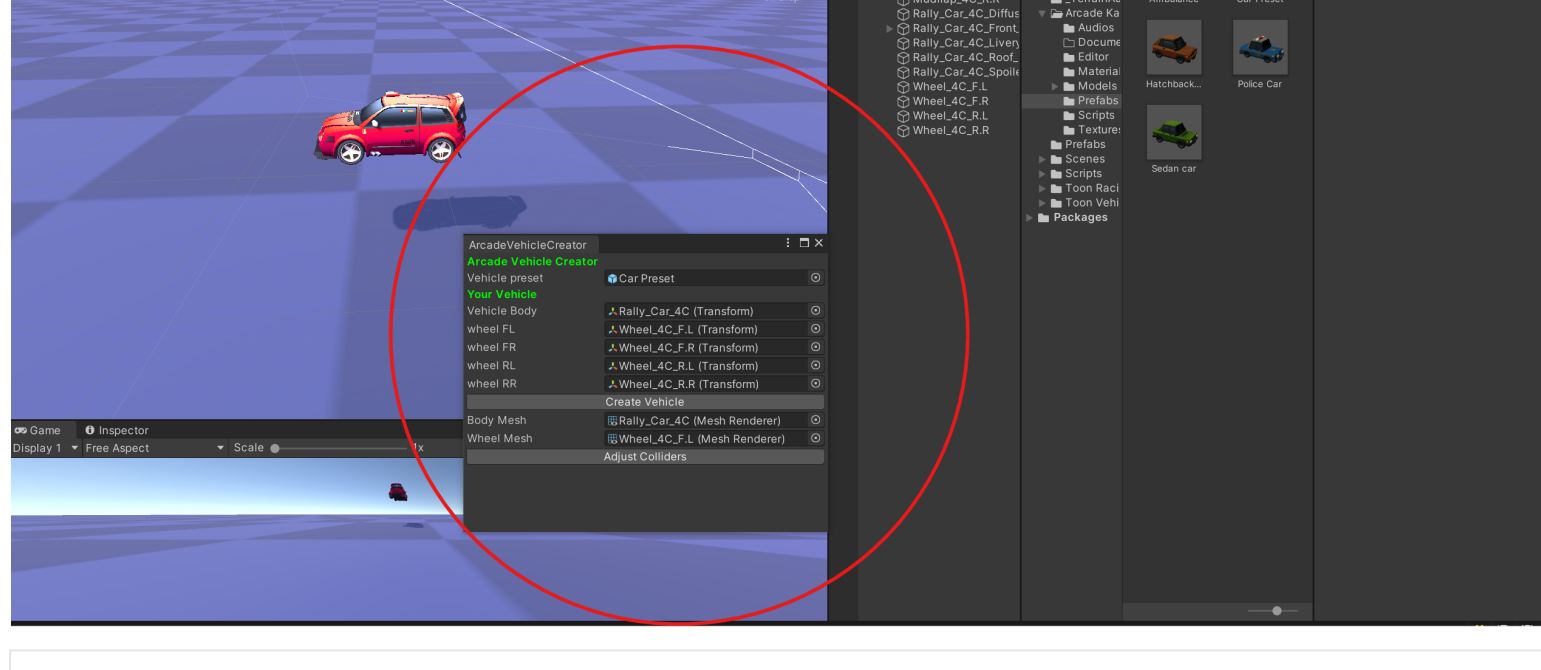 Rally_Car_4C_Diffus
Rally_Car_4C_Front_
Rally_Car_4C_Livery
Rally_Car_4C_Roof_
Rally_Car_4C_Spoile
Wheel_4C_F.L
Wheel_4C_F.R
Wheel_4C_R.L
Wheel_4C_R.R
Arcade Ka
Audios
Docume
Editor
Material
Models
Prefabs
Scripts
Textures
Prefabs
Scenes
Scripts
Toon Raci
Toon Vehi
Packages
Ambulance
Car Preset
Hatchback...
Police Car
Sedan car
ArcadeVehicleCreator
Arcade Vehicle Creator
Vehicle preset
Car Preset
Your Vehicle
Vehicle Body
Rally_Car_4C (Transform)
wheel FL
Wheel_4C_F.L (Transform)
wheel FR
Wheel_4C_F.R (Transform)
wheel RL
Wheel_4C_R.L (Transform)
wheel RR
Wheel_4C_R.R (Transform)
Create Vehicle
Body Mesh
Rally_Car_4C (Mesh Renderer)
Wheel Mesh
Wheel_4C_F.L (Mesh Renderer)
Adjust Colliders
Game
Inspector
Display 1
Free Aspect
Scale
1x